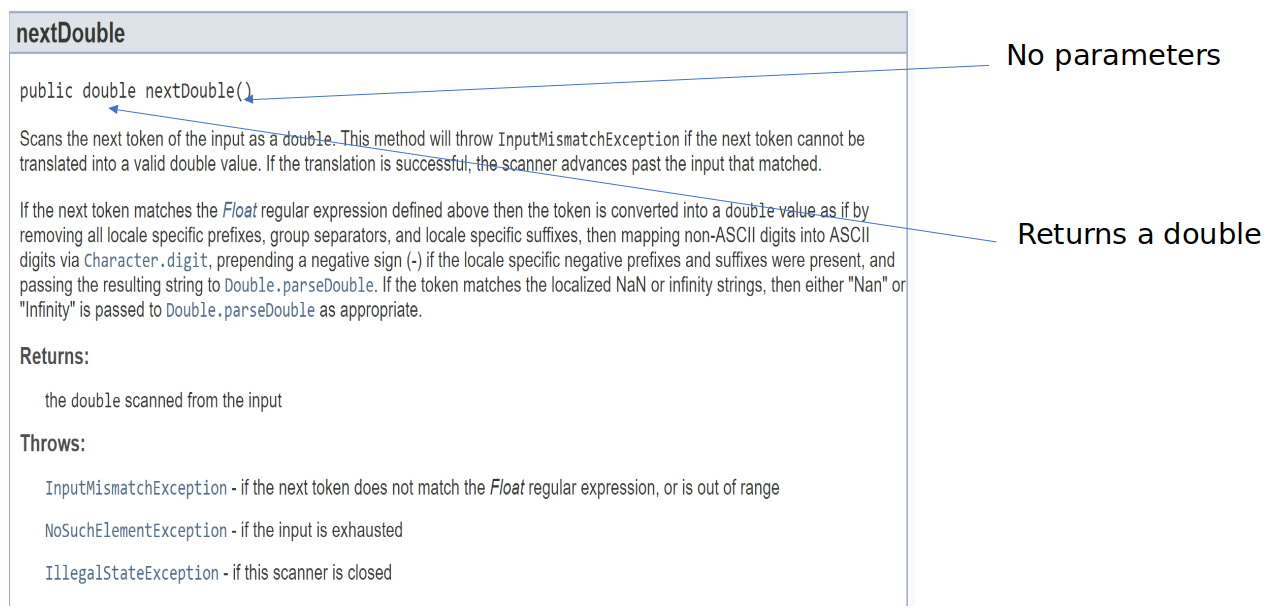 nextDouble
No parameters
public double nextDouble()
Scans the next token of the input as a double. This method will throw InputMismatchException if the next token cannot be
translated into a valid double value. If the translation is successful, the scanner advances past the input that matched.
If the next token matches the Float regular expression defined above then the token is converted into a double value as if by
Returns a double
removing all locale specific prefixes, group separators, and locale specific suffixes, then mapping non-ASCII digits into ASCII
digits via Character.digit, prepending a negative sign (-) if the locale specific negative prefixes and suffixes were present, and
passing the resulting string to Double.parseDouble. If the token matches the localized NaN or infinity strings, then either "Nan" or
"Infinity" is passed to Double.parseDouble as appropriate.
Returns:
the double scanned from the input
Throws:
InputMismatchException - if the next token does not match the Float regular expression, or is out of range
NoSuchElementException - if the input is exhausted
IllegalStateException - if this scanner is closed